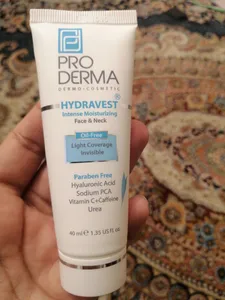 PRO
DERMA
DERMO-COSMETIC
HYDRAVEST®
Intense Moisturizing
Face & Neck
Oil Free
Light Coverage
Invisible
Paraben Free
Hyaluronic Acid
Sodium PCA
Vitamin C+Caffeine
Urea
40 ml e 1.35 US fl. oz